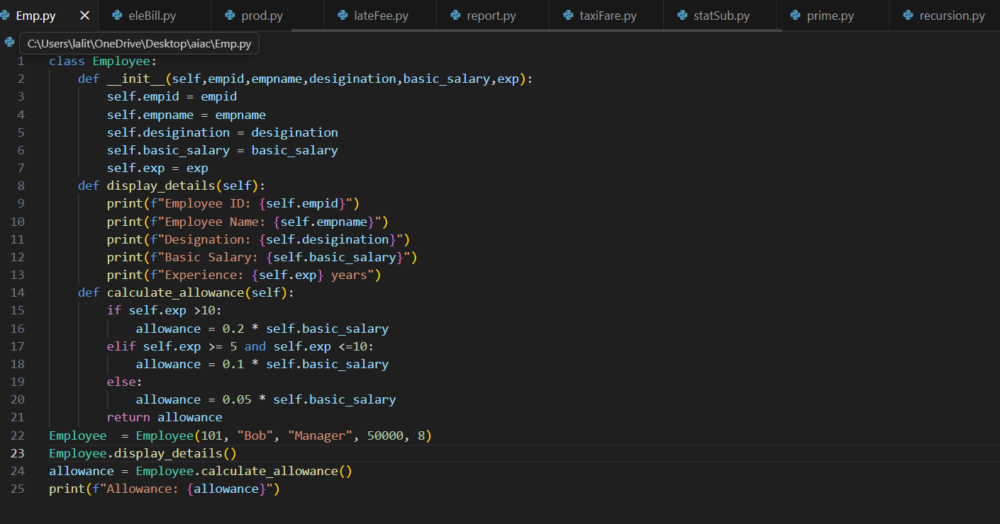 Emp.py × eleBill.py prod.py lateFee.py report.py taxiFare.py statSub.py prime.py recursion.py
C:\Users\lalit\OneDrive\Desktop\aiac\Emp.py
1 class Employee:
2     def __init__(self,empid,empname,desigination,basic_salary,exp):
3         self.empid = empid
4         self.empname = empname
5         self.desigination = desigination
6         self.basic_salary = basic_salary
7         self.exp = exp
8     def display_details(self):
9         print(f"Employee ID: {self.empid}")
10         print(f"Employee Name: {self.empname}")
11         print(f"Designation: {self.desigination}")
12         print(f"Basic Salary: {self.basic_salary}")
13         print(f"Experience: {self.exp} years")
14     def calculate_allowance(self):
15         if self.exp >10:
16             allowance = 0.2 * self.basic_salary
17         elif self.exp >= 5 and self.exp <=10:
18             allowance = 0.1 * self.basic_salary
19         else:
20             allowance = 0.05 * self.basic_salary
21         return allowance
22 Employee  = Employee(101, "Bob", "Manager", 50000, 8)
23 Employee.display_details()
24 allowance = Employee.calculate_allowance()
25 print(f"Allowance: {allowance}")